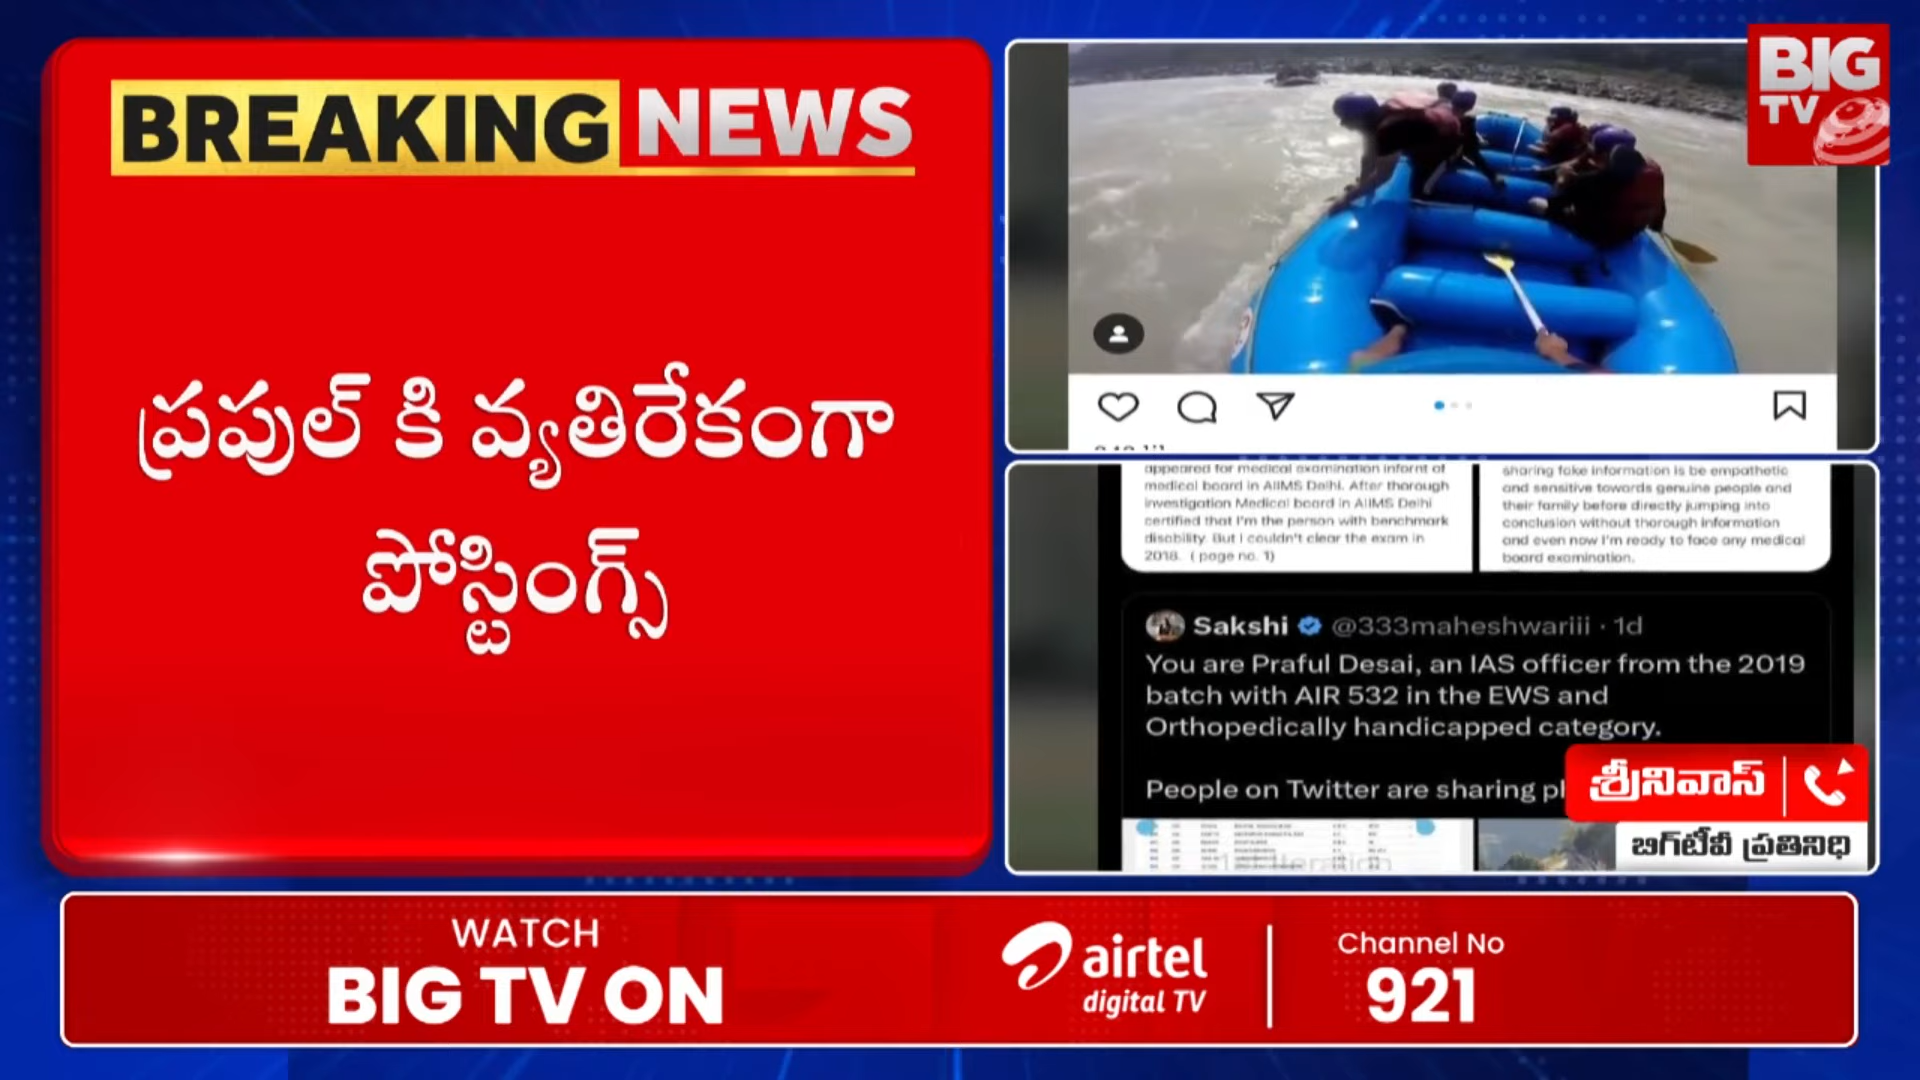 BREAKING NEWS
ప్రపుల్ కి వ్యతిరేకంగా
పోస్టింగ్స్
BIG
TV
appeared for medical examination infornt of
medical board in AIIMS Delhi. After thorough
investigation Medical board in AIIMS Delhi
certified that I'm the person with benchmark
disability. But I couldn't clear the exam in
2018. ( page no. 1)
sharing fake information is be empathetic
and sensitive towards genuine people and
their family before directly jumping into
conclusion without thorough information
and even now I'm ready to face any medical
board examination.
Sakshi @333maheshwariii · 1d
You are Praful Desai, an IAS officer from the 2019
batch with AIR 532 in the EWS and
Orthopedically handicapped category.
People on Twitter are sharing
శ్రీనివాస్
బిగ్‌టీవీ ప్రతినిధి
WATCH
BIG TV ON
airtel
digital TV
Channel No
921